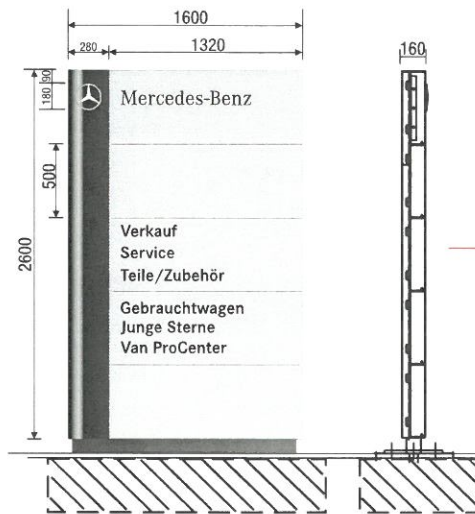 1600
280
1320
160
90
180
Mercedes-Benz
500
2600
Verkauf
Service
Teile/Zubehör
Gebrauchtwagen
Junge Sterne
Van ProCenter